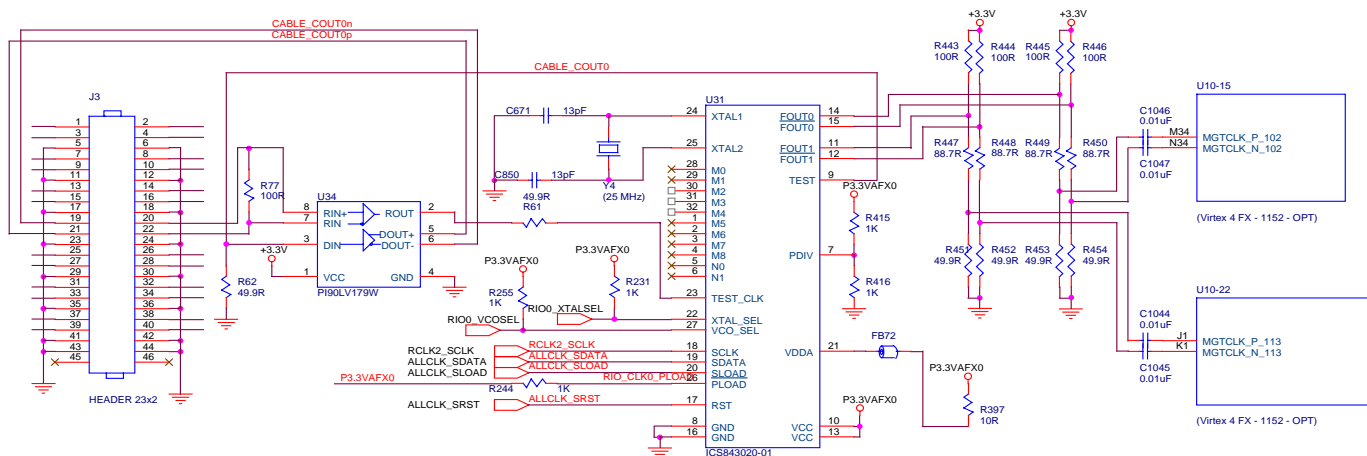 CABLE_COUT0n
CABLE_COUT0p
CABLE_COUT0
J3
1 2
3 4
5 6
7 8
9 10
11 12
13 14
15 16
17 18
19 20
21 22
23 24
25 26
27 28
29 30
31 32
33 34
35 36
37 38
39 40
41 42
43 44
45 46
HEADER 23x2
R77
100R
R62
49.9R
+3.3V
U34
8 RIN+ ROUT 2
7 RIN
DOUT+ 5
3 DIN DOUT- 6
1 VCC GND 4
PI90LV179W
C671 13pF
C850 13pF
Y4
(25 MHz)
49.9R
R61
P3.3VAFX0
R255
1K
P3.3VAFX0
R231
1K
RIO0_XTALSEL
RIO0_VCOSEL
RCLK2_SCLK RCLK2_SCLK
ALLCLK_SDATA ALLCLK_SDATA
ALLCLK_SLOAD ALLCLK_SLOAD
P3.3VAFX0 RIO_CLK0_PLOAD
R244 1K
ALLCLK_SRST ALLCLK_SRST
U31
24 XTAL1
25 XTAL2
28 M0
29 M1
30 M2
31 M3
32 M4
1 M5
2 M6
3 M7
4 M8
5 N0
6 N1
23 TEST_CLK
22 XTAL_SEL
27 VCO_SEL
18 SCLK
19 SDATA
20 SLOAD
26 PLOAD
17 RST
8 GND
16 GND
FOUT0 14
FOUT0 15
FOUT1 11
FOUT1 12
TEST 9
PDIV 7
VDDA 21
VCC 10
VCC 13
ICS843020-01
P3.3VAFX0
R415
1K
R416
1K
FB72
P3.3VAFX0
R397
10R
P3.3VAFX0
+3.3V
+3.3V
R443
100R
R444
100R
R445
100R
R446
100R
R447
88.7R
R448
88.7R
R449
88.7R
R450
88.7R
R451
49.9R
R452
49.9R
R453
49.9R
R454
49.9R
C1046
0.01uF
C1047
0.01uF
U10-15
M34 MGTCLK_P_102
N34 MGTCLK_N_102
(Virtex 4 FX - 1152 - OPT)
C1044
0.01uF
C1045
0.01uF
U10-22
J1 MGTCLK_P_113
K1 MGTCLK_N_113
(Virtex 4 FX - 1152 - OPT)